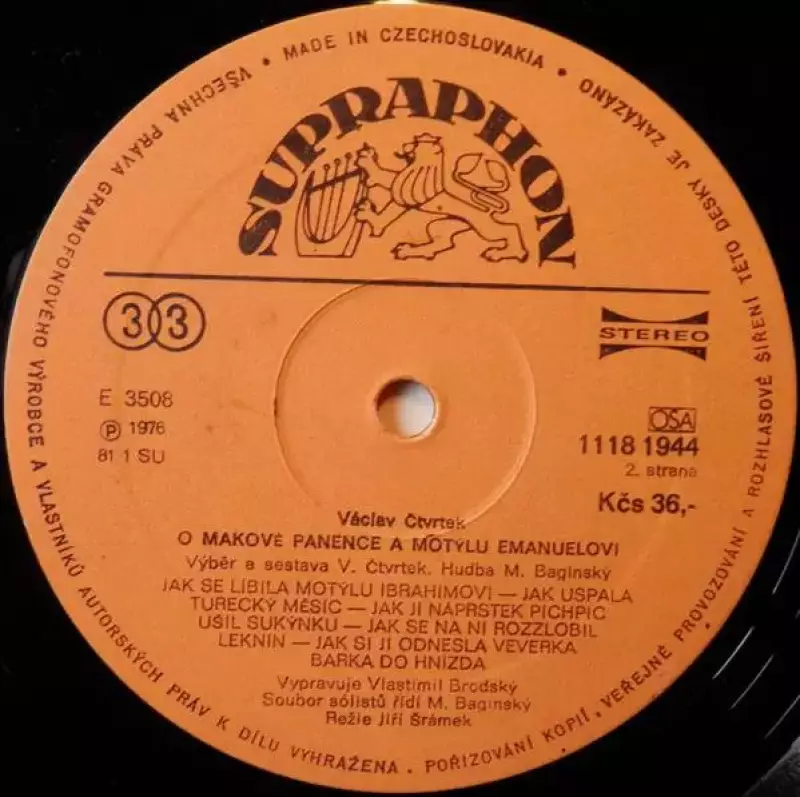 • MADE IN CZECHOSLOVAKIA •
VŠECHNA PRÁVA GRAMOFONOVÉHO VÝROBCE A VLASTNÍKŮ AUTORSKÝCH PRÁV K DÍLU VYHRAŽENA. POŘIZOVÁNÍ KOPIÍ, VEŘEJNÉ PROVOZOVÁNÍ A ROZHLASOVÉ ŠÍŘENÍ TÉTO DESKY JE ZAKÁZÁNO
SUPRAPHON
33
STEREO
E 3508
Ⓟ 1976
81 1 SU
OSA
1118 1944
2. strana
Kčs 36,-
Václav Čtvrtek
O MAKOVÉ PANENCE A MOTÝLU EMANUELOVI
Výběr a sestava V. Čtvrtek. Hudba M. Baginský
JAK SE LÍBILA MOTÝLU IBRAHIMOVI — JAK USPALA
TURECKÝ MĚSÍC — JAK JÍ NÁPRSTEK PICHPIC
UŠIL SUKÝNKU — JAK SE NA NI ROZZLOBIL
LEKNÍN — JAK SI JI ODNESLA VEVERKA
BARKA DO HNÍZDA
Vypravuje Vlastimil Brodský
Soubor sólistů řídí M. Baginský
Režie Jiří Šrámek